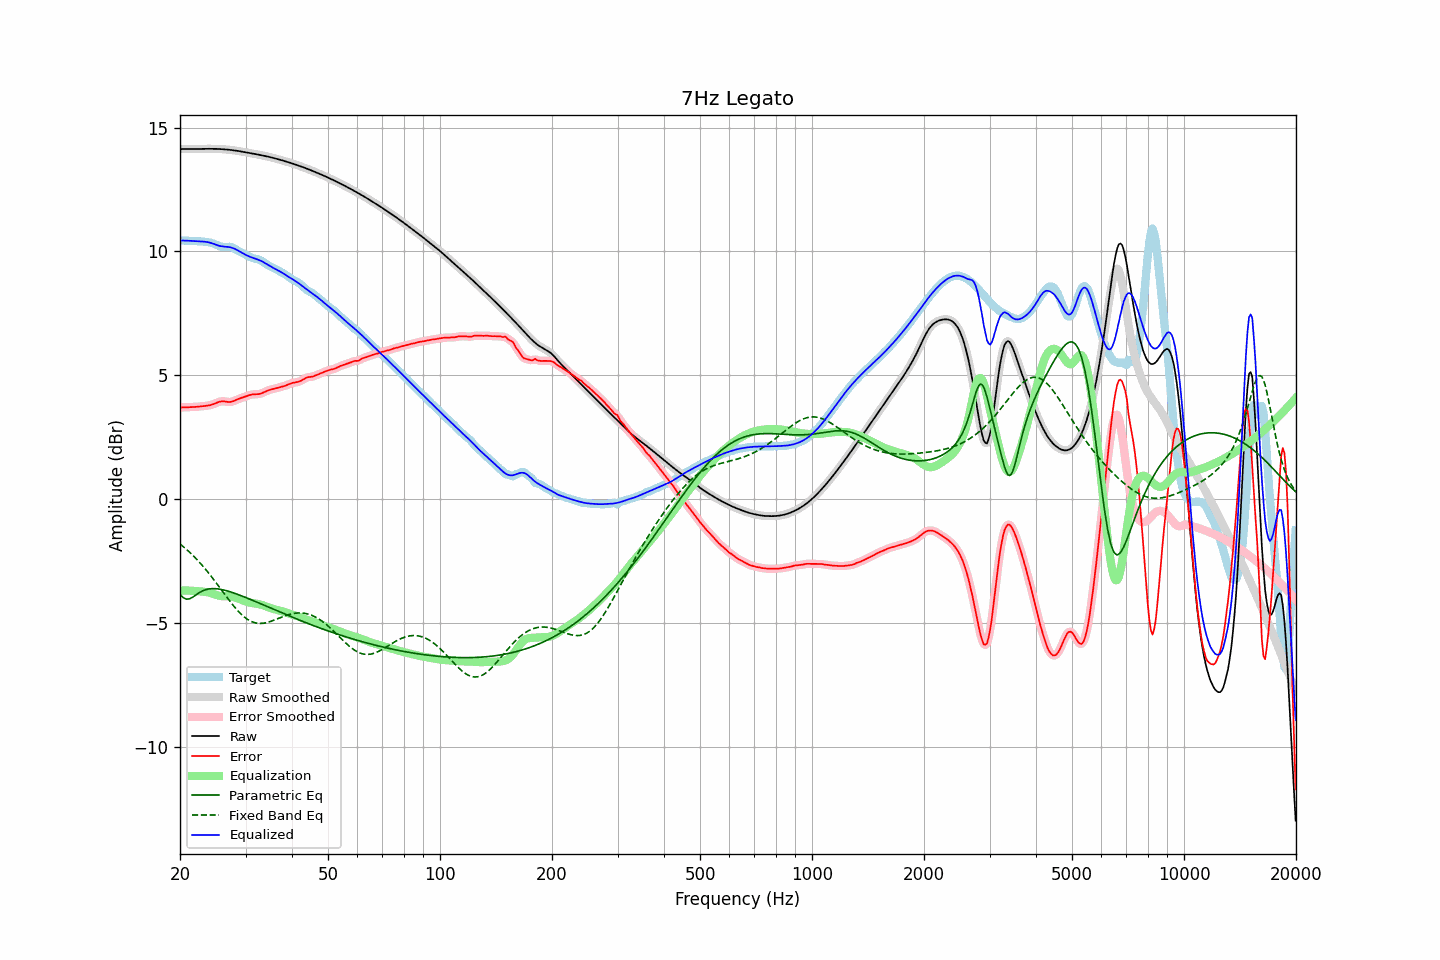 7Hz Legato
15
10
5
0
−5
−10
Amplitude (dBr)
Target
Raw Smoothed
Error Smoothed
Raw
Error
Equalization
Parametric Eq
Fixed Band Eq
Equalized
20 50 100 200 500 1000 2000 5000 10000 20000
Frequency (Hz)